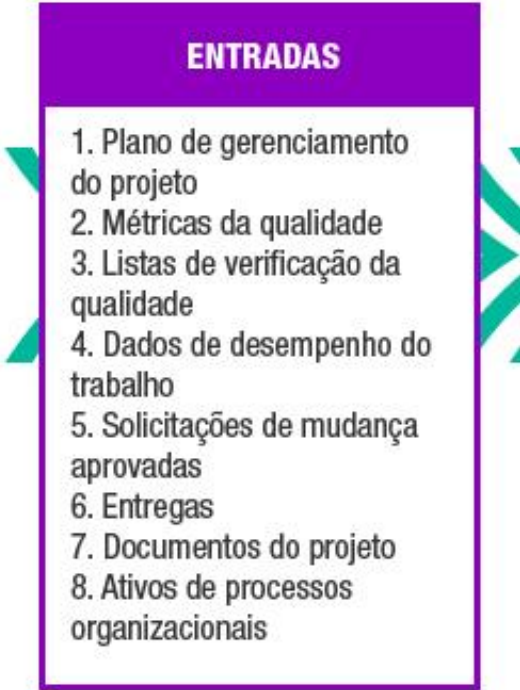 ENTRADAS
1. Plano de gerenciamento
do projeto
2. Métricas da qualidade
3. Listas de verificação da
qualidade
4. Dados de desempenho do
trabalho
5. Solicitações de mudança
aprovadas
6. Entregas
7. Documentos do projeto
8. Ativos de processos
organizacionais